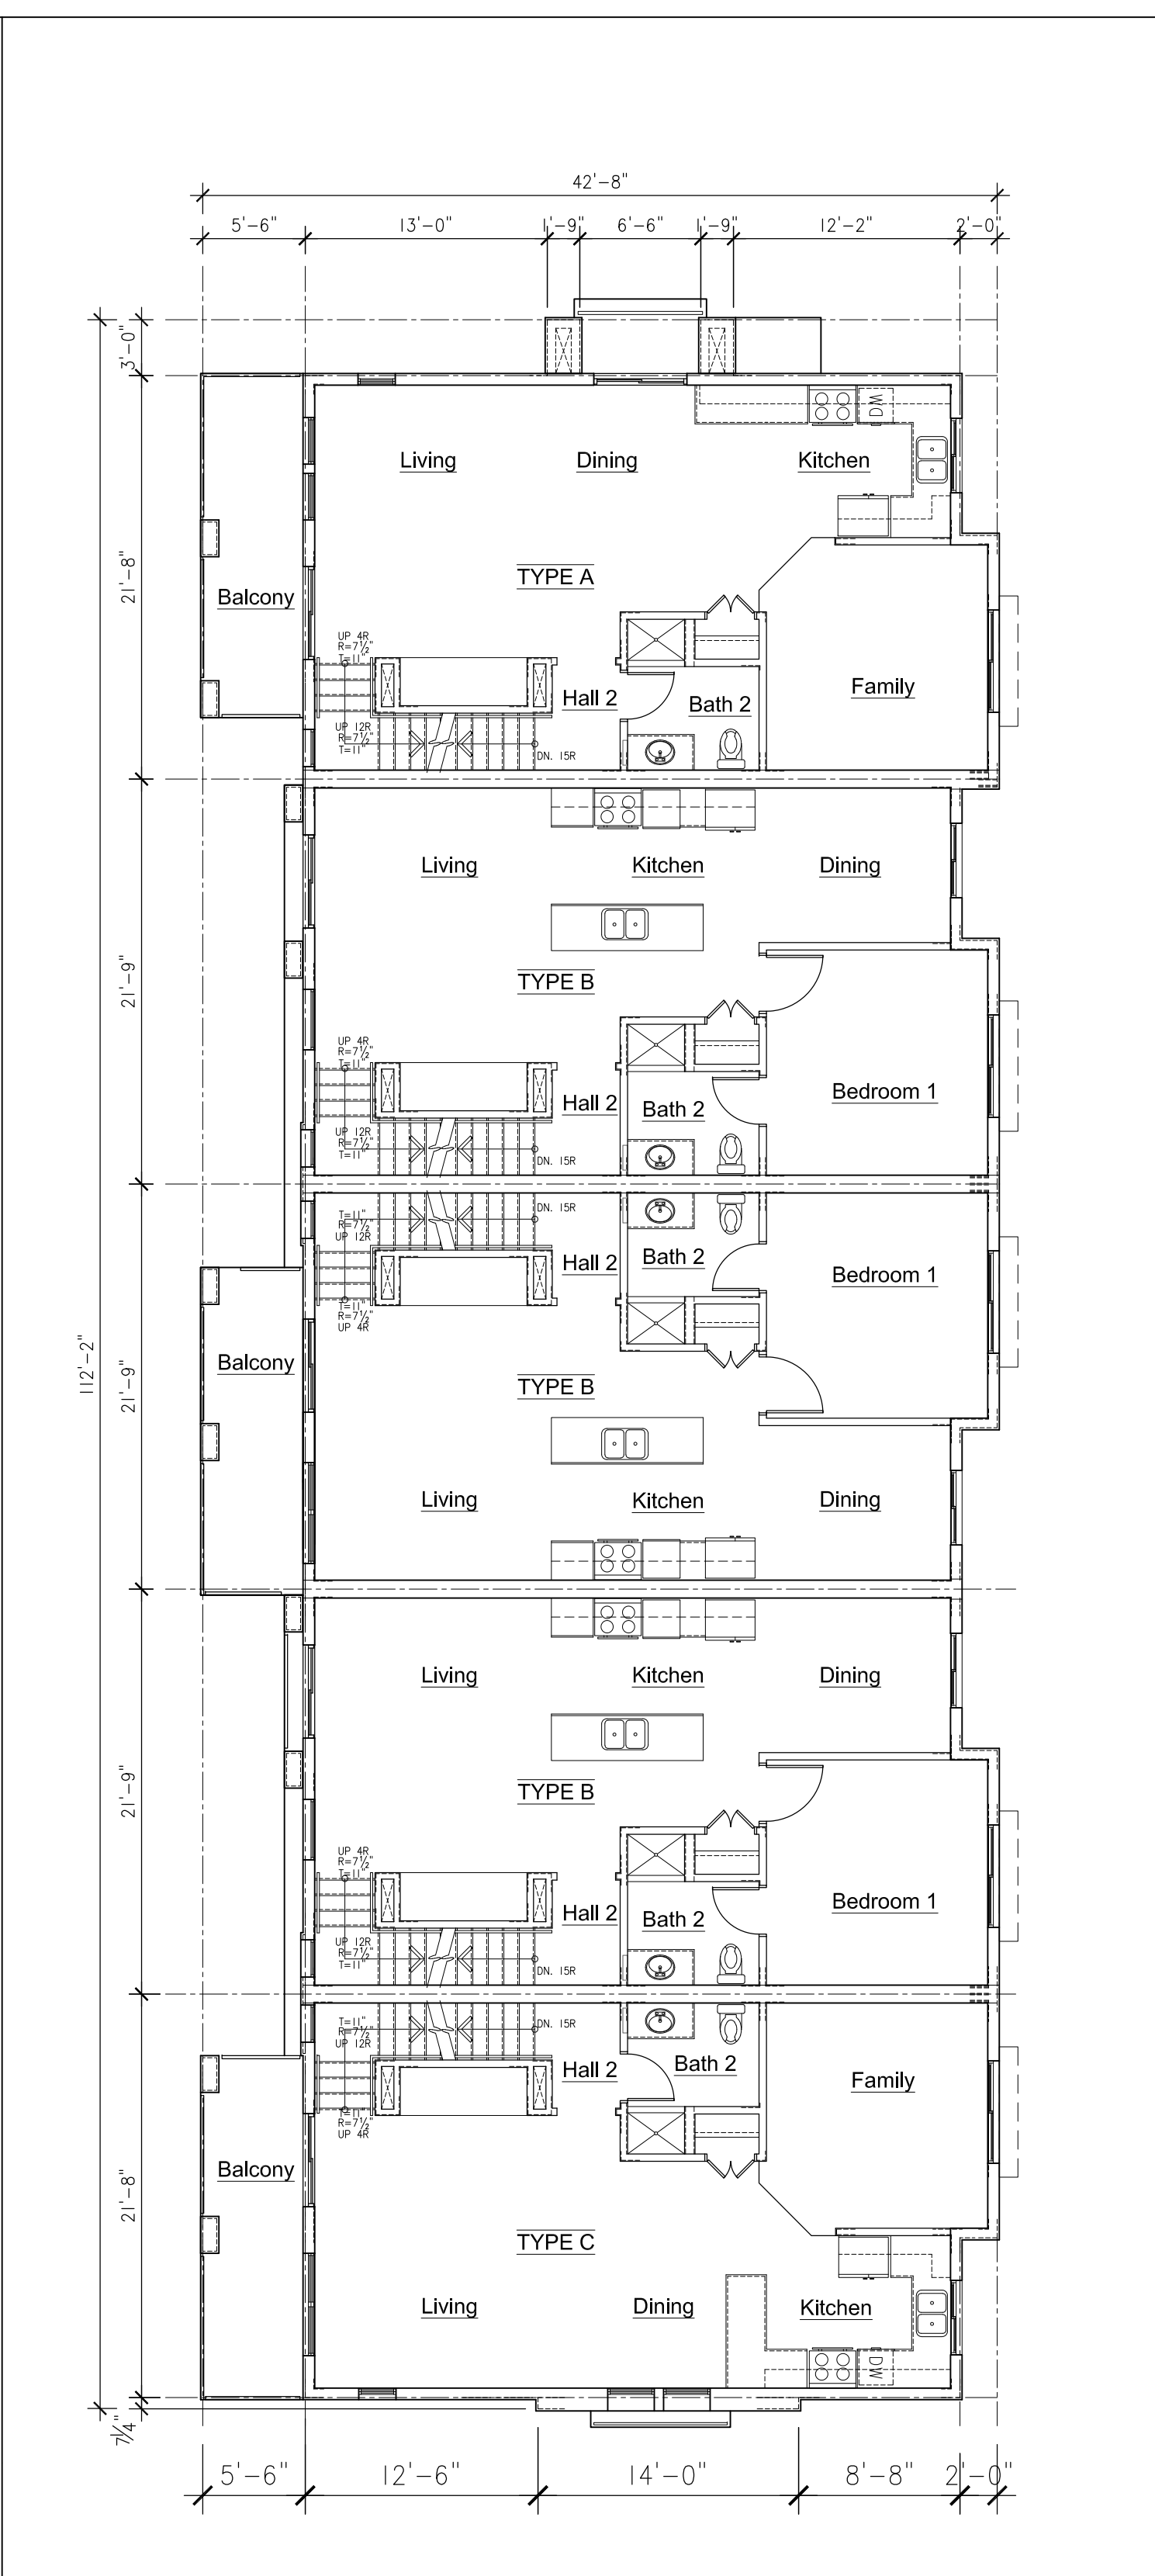 42'-8"
5'-6" 13'-0" 1'-9" 6'-6" 1'-9" 12'-2" 2'-0"
3'-0"
DW
Living Dining Kitchen
21'-8"
TYPE A
Balcony
UP 4R
R=7½"
T=11"
Hall 2 Bath 2 Family
UP 12R
R=7½"
T=11"
DN. 15R
Living Kitchen Dining
21'-9"
TYPE B
UP 4R
R=7½"
T=11"
Hall 2 Bath 2 Bedroom 1
UP 12R
R=7½"
T=11"
DN. 15R
T=11"
R=7½"
UP 12R
DN. 15R
Hall 2 Bath 2 Bedroom 1
T=11"
R=7½"
UP 4R
112'-2"
21'-9"
Balcony
TYPE B
Living Kitchen Dining
Living Kitchen Dining
21'-9"
TYPE B
UP 4R
R=7½"
T=11"
Hall 2 Bath 2 Bedroom 1
UP 12R
R=7½"
T=11"
DN. 15R
T=11"
R=7½"
UP 12R
DN. 15R
Hall 2 Bath 2 Family
T=11"
R=7½"
UP 4R
21'-8"
Balcony
TYPE C
Living Dining Kitchen
DW
7¼"
5'-6" 12'-6" 14'-0" 8'-8" 2'-0"